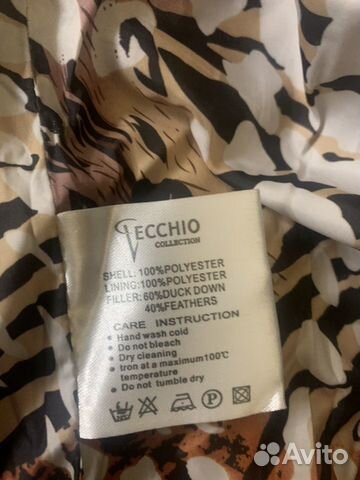 VECCHIO
COLLECTION
SHELL: 100%POLYESTER
LINING:100%POLYESTER
FILLER: 60%DUCK DOWN
40%FEATHERS
CARE INSTRUCTION
• Hand wash cold
• Do not bleach
• Dry cleaning
• tron at a maximum100℃
temperature
• Do not tumble dry
P
Avito